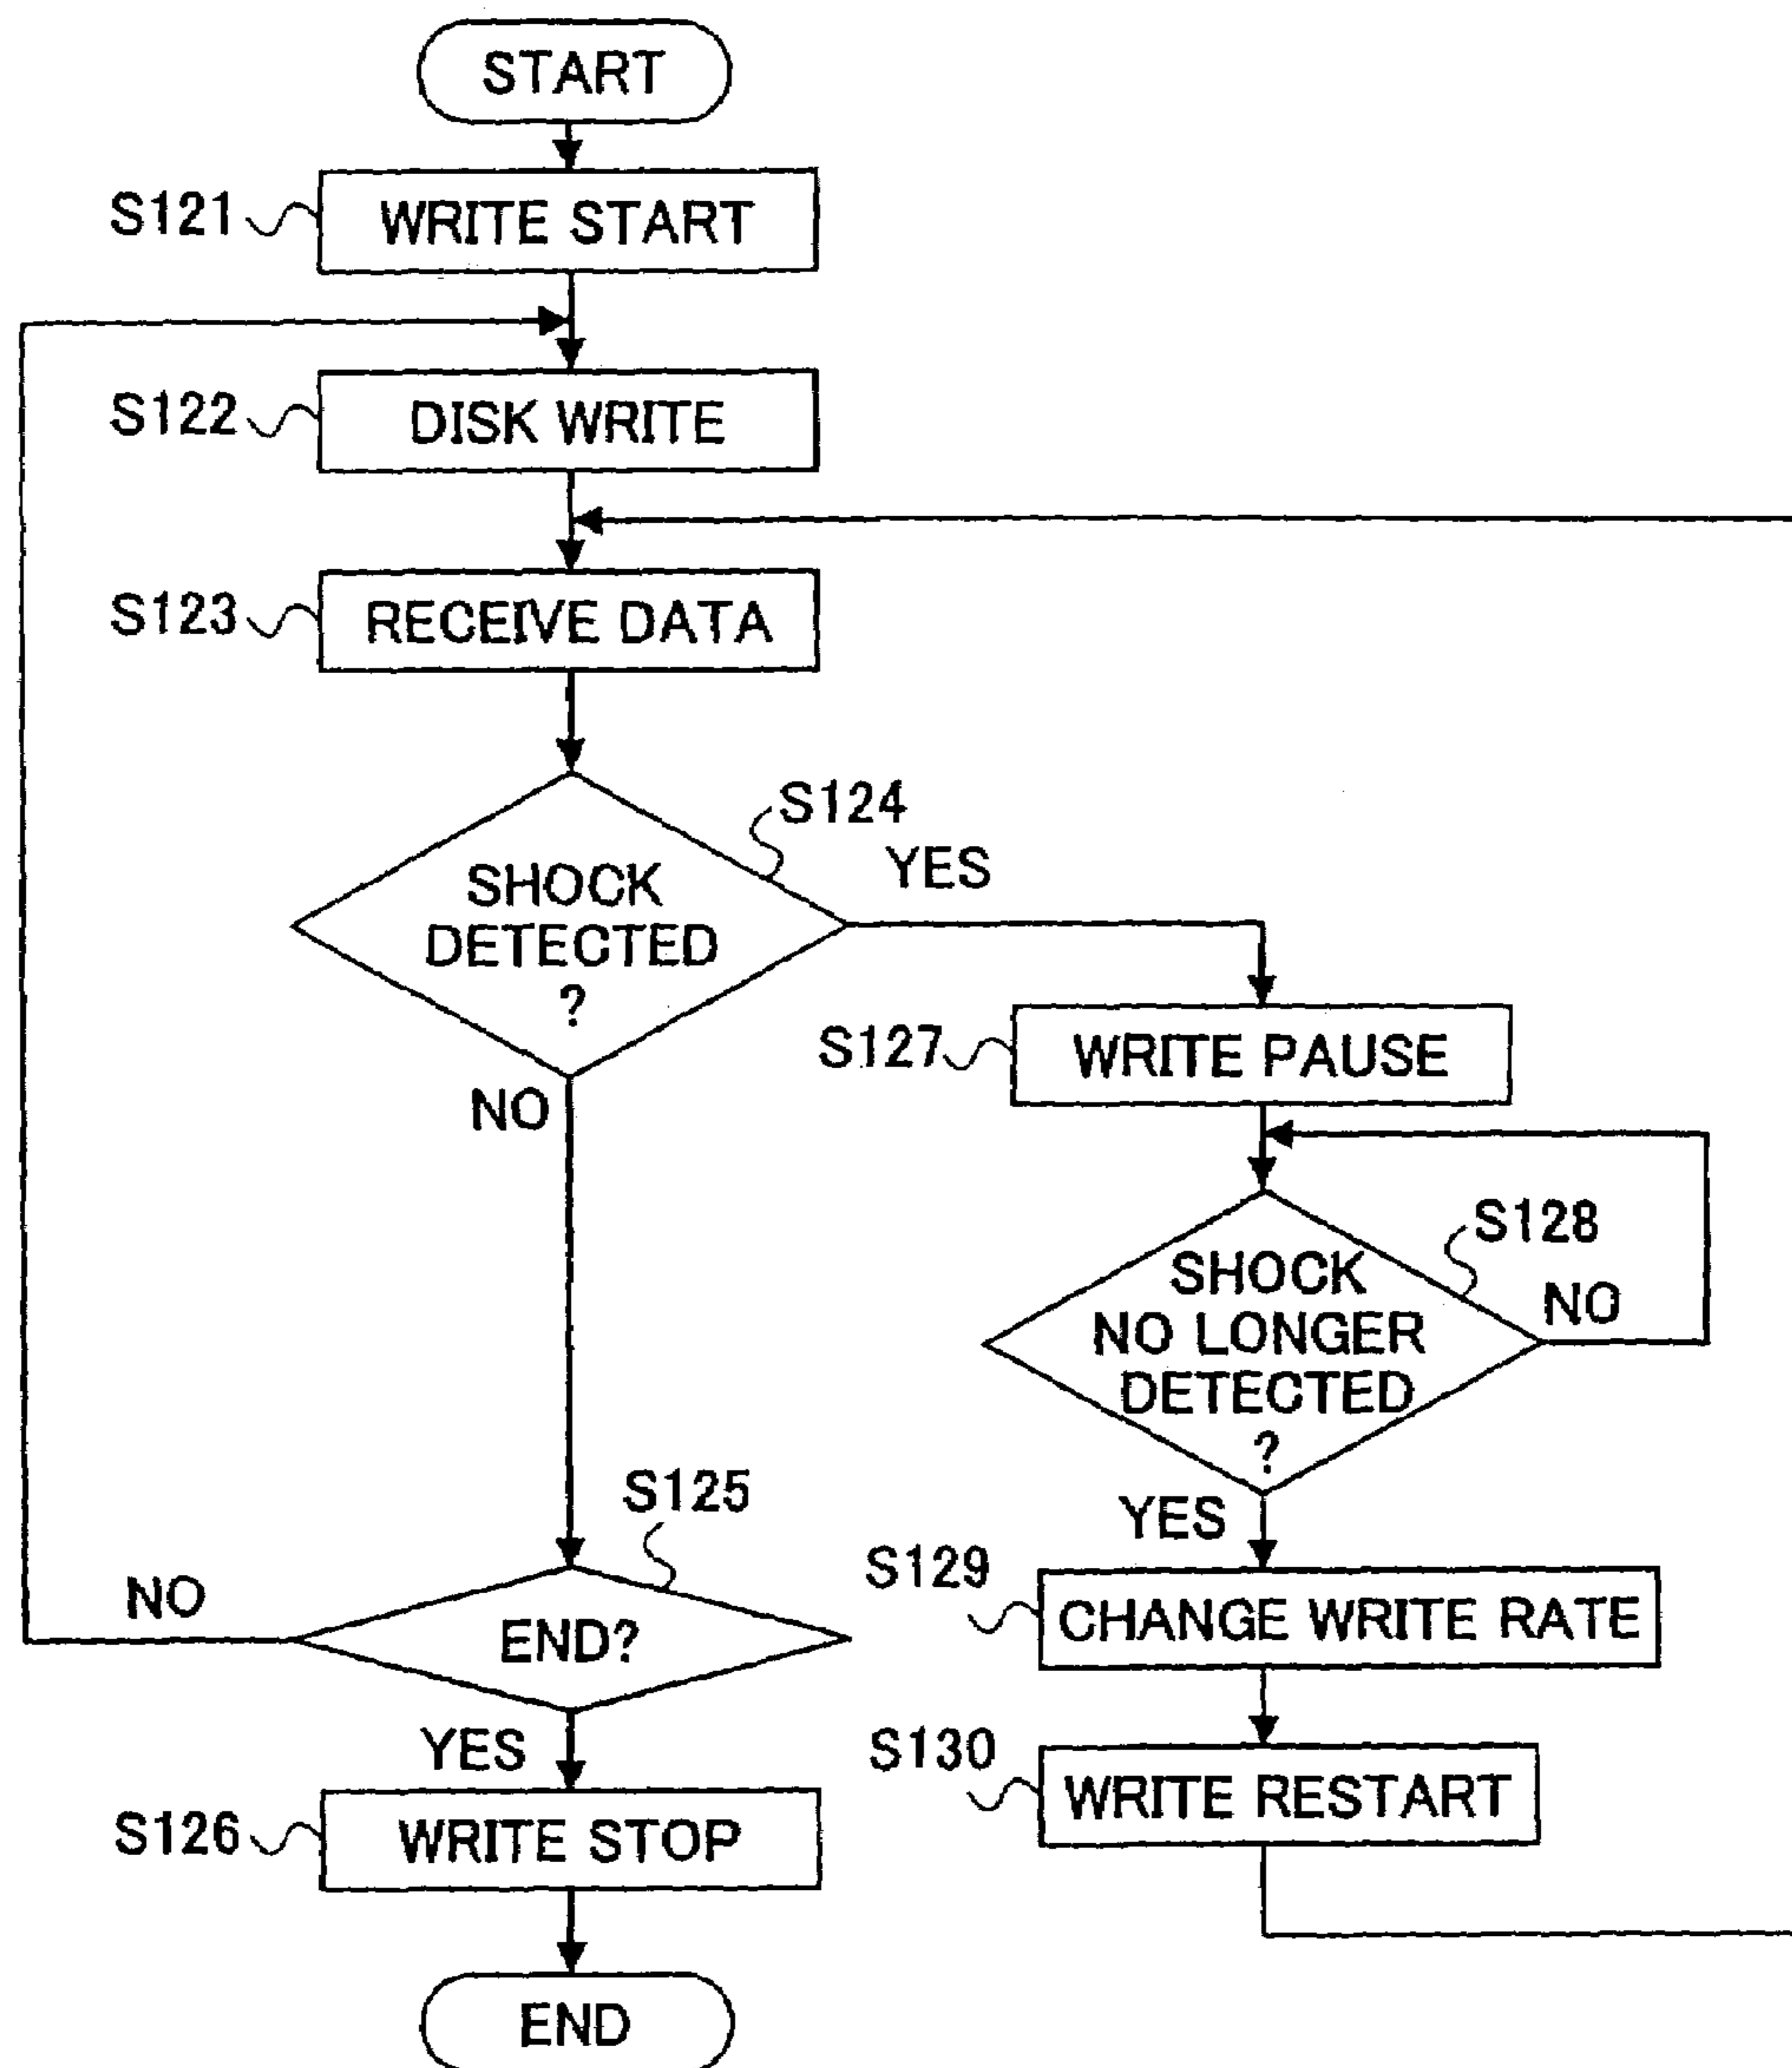 START
S121
WRITE START
S122
DISK WRITE
S123
RECEIVE DATA
S124
SHOCK
DETECTED
?
YES
NO
S127
WRITE PAUSE
S128
SHOCK
NO LONGER
DETECTED
?
NO
YES
S125
END?
NO
YES
S129
CHANGE WRITE RATE
S130
WRITE RESTART
S126
WRITE STOP
END